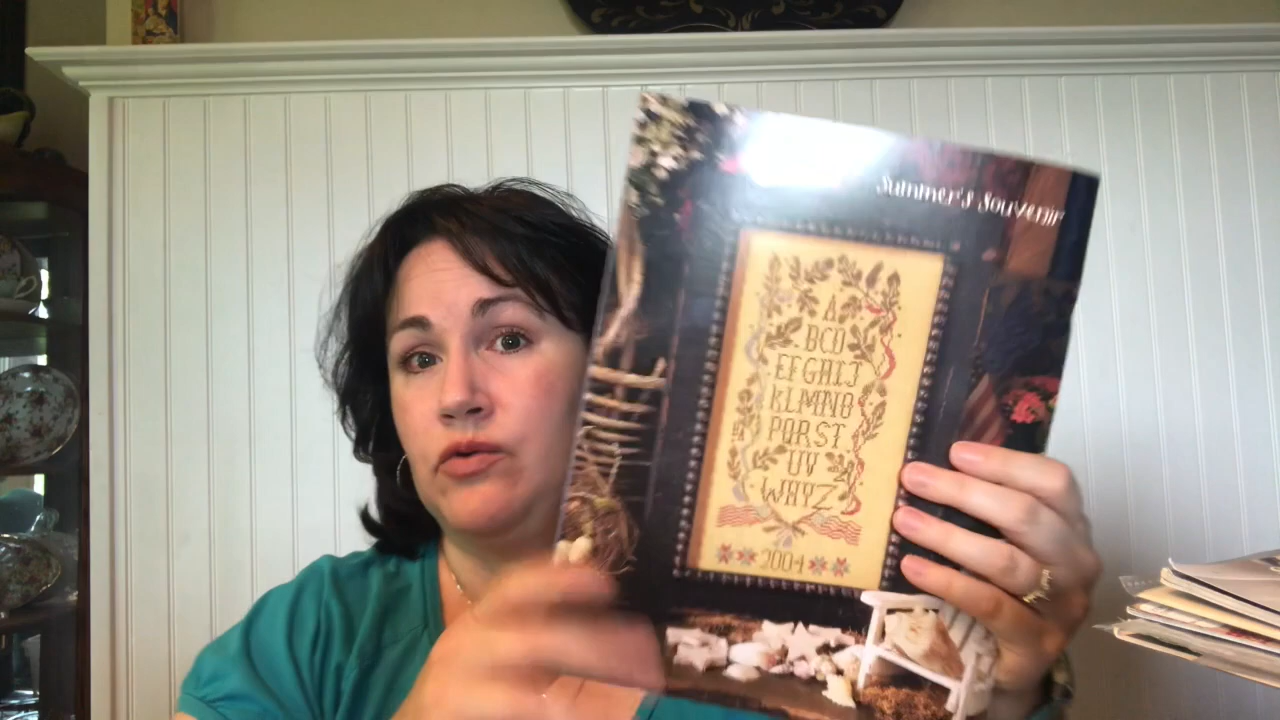 Summer's Souvenir
A
BCD
EFGHIJ
KLMNO
PQRST
UV
WXYZ
2004